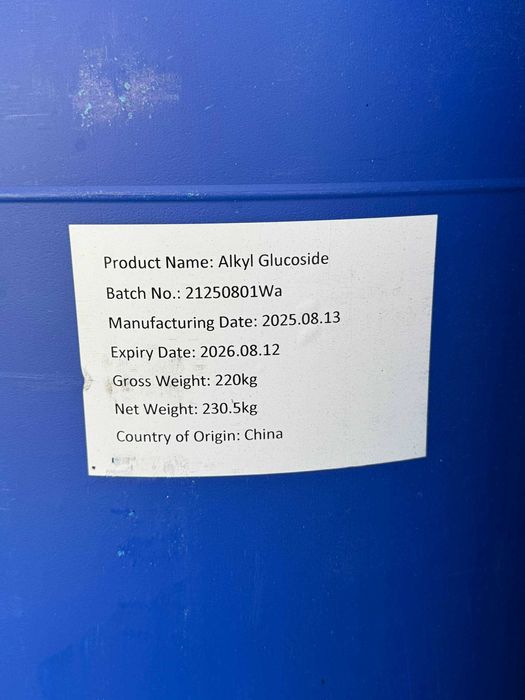 Product Name: Alkyl Glucoside
Batch No.: 21250801Wa
Manufacturing Date: 2025.08.13
Expiry Date: 2026.08.12
Gross Weight: 220kg
Net Weight: 230.5kg
Country of Origin: China